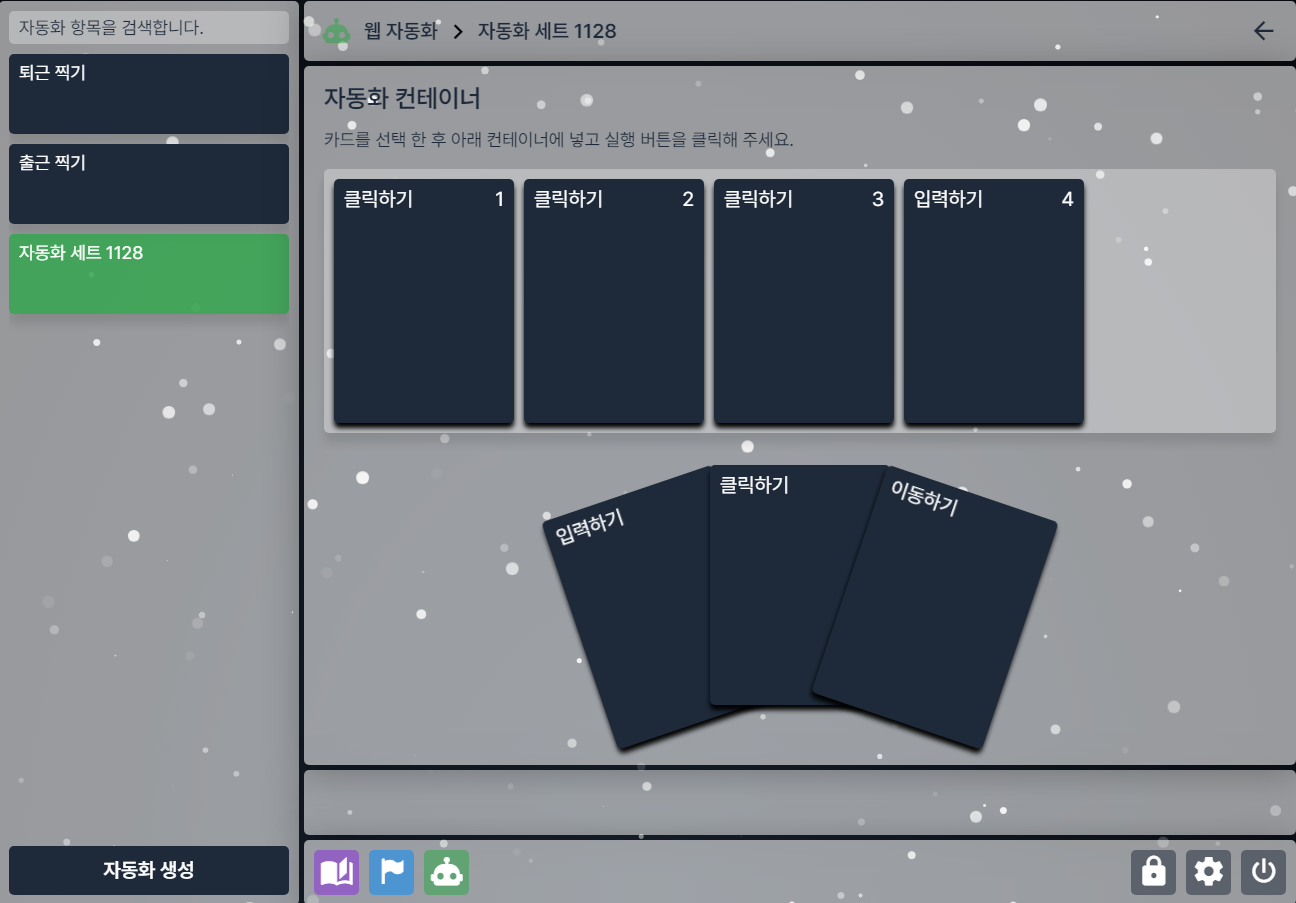 자동화 항목을 검색합니다.
퇴근 찍기
출근 찍기
자동화 세트 1128
자동화 생성
웹 자동화 > 자동화 세트 1128
자동화 컨테이너
카드를 선택 한 후 아래 컨테이너에 넣고 실행 버튼을 클릭해 주세요.
클릭하기 1
클릭하기 2
클릭하기 3
입력하기 4
입력하기
클릭하기
이동하기